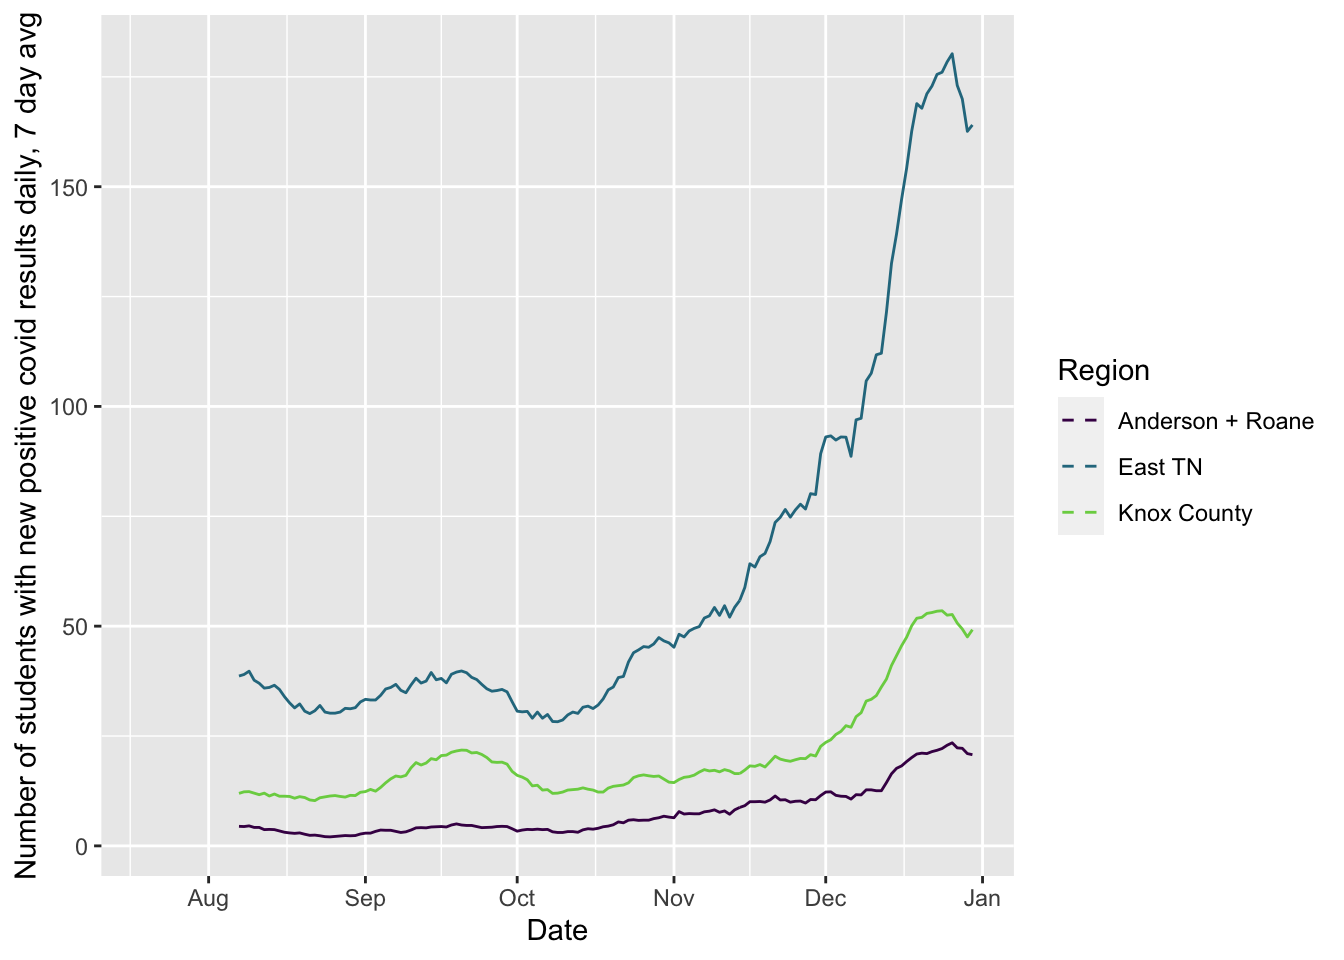 Number of students with new positive covid results daily, 7 day avg
150
100
50
0
Aug
Sep
Oct
Nov
Dec
Jan
Date
Region
Anderson + Roane
East TN
Knox County